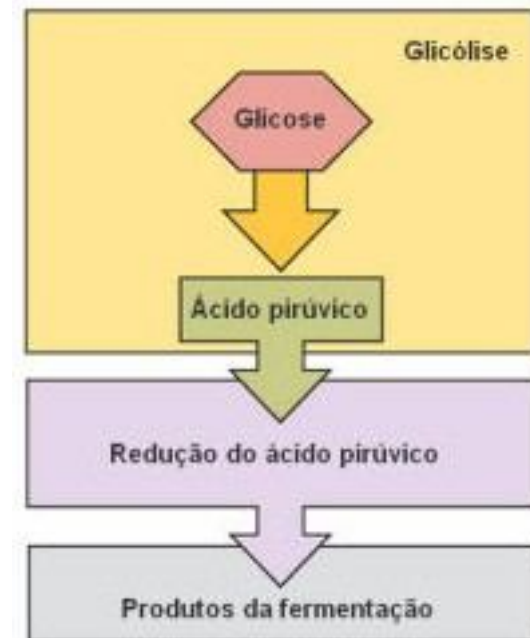 Glicólise
Glicose
Ácido pirúvico
Redução do ácido pirúvico
Produtos da fermentação